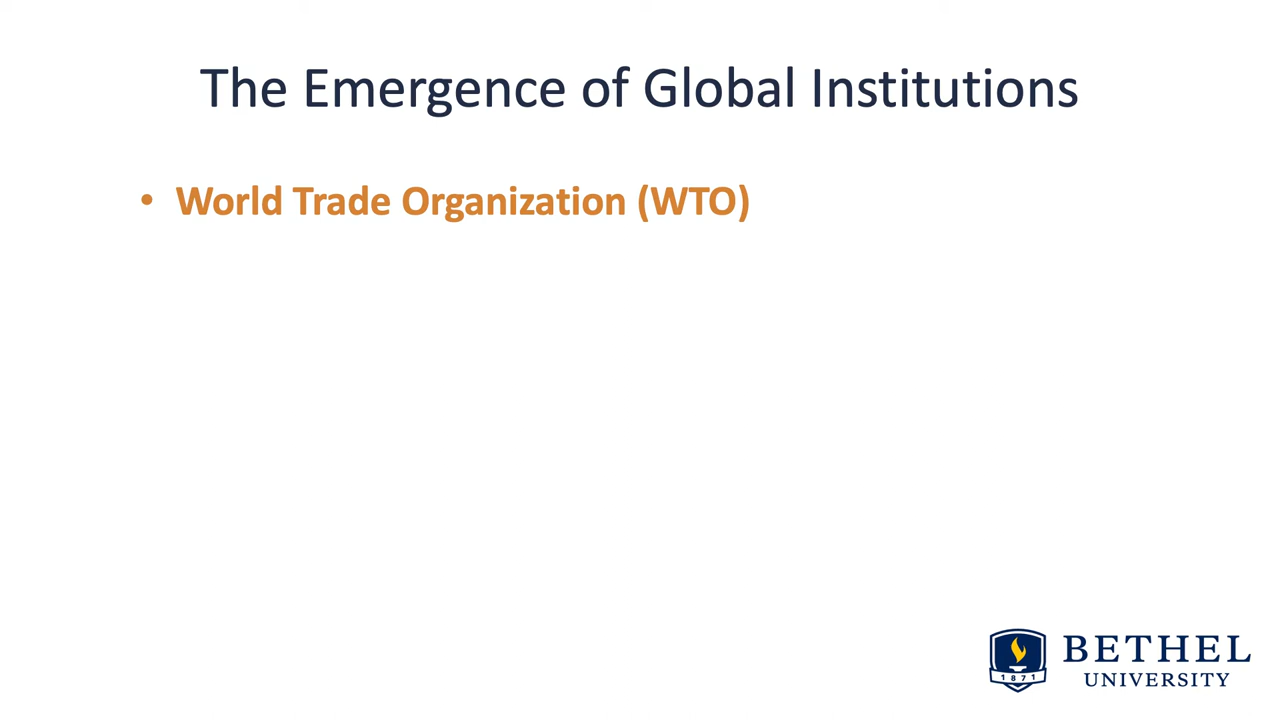 The Emergence of Global Institutions
• World Trade Organization (WTO)
1871
BETHEL
UNIVERSITY